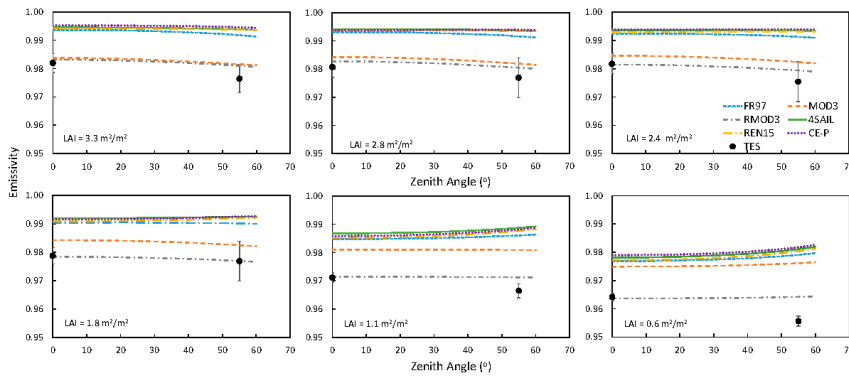 1.00
0.99
0.98
0.97
0.96
0.95
LAI = 3.3 m²/m²
0 10 20 30 40 50 60 70
1.00
0.99
0.98
0.97
0.96
0.95
LAI = 2.8 m²/m²
0 10 20 30 40 50 60 70
Zenith Angle (°)
1.00
0.99
0.98
0.97
0.96
0.95
FR97 MOD3
RMOD3 4SAIL
REN15 CE-P
TES
LAI = 2.4 m²/m²
0 10 20 30 40 50 60 70
Emissivity
1.00
0.99
0.98
0.97
0.96
0.95
LAI = 1.8 m²/m²
0 10 20 30 40 50 60 70
1.00
0.99
0.98
0.97
0.96
0.95
LAI = 1.1 m²/m²
0 10 20 30 40 50 60 70
Zenith Angle (°)
1.00
0.99
0.98
0.97
0.96
0.95
LAI = 0.6 m²/m²
0 10 20 30 40 50 60 70